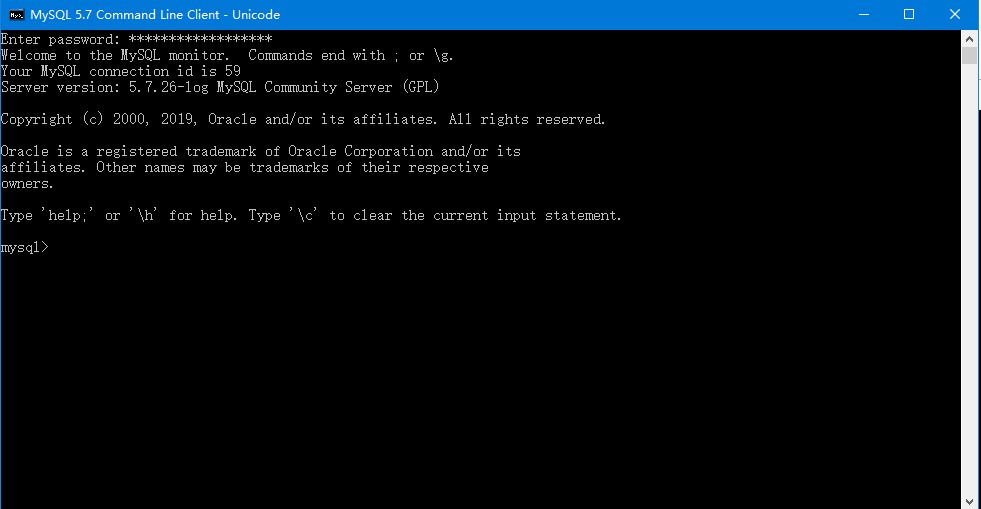 MySQL 5.7 Command Line Client - Unicode
Enter password: ******************
Welcome to the MySQL monitor.  Commands end with ; or \g.
Your MySQL connection id is 59
Server version: 5.7.26-log MySQL Community Server (GPL)
Copyright (c) 2000, 2019, Oracle and/or its affiliates. All rights reserved.
Oracle is a registered trademark of Oracle Corporation and/or its
affiliates. Other names may be trademarks of their respective
owners.
Type 'help;' or '\h' for help. Type '\c' to clear the current input statement.
mysql>